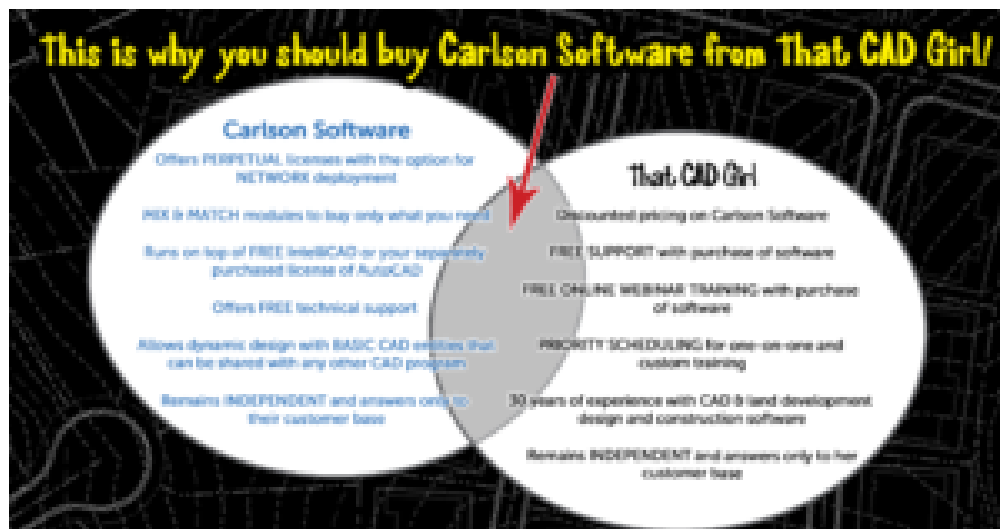 This is why you should buy Carlson Software from That CAD Girl!
Carlson Software
Offers PERPETUAL licenses with the option for
NETWORK deployment
MIX & MATCH modules to buy only what you need
Runs on top of FREE IntelliCAD or your separately
purchased license of AutoCAD
Offers FREE technical support
Allows dynamic design with BASIC CAD entities that
can be shared with any other CAD program
Remains INDEPENDENT and answers only to
their customer base
That CAD Girl
Discounted pricing on Carlson Software
FREE SUPPORT with purchase of software
FREE ONLINE WEBINAR TRAINING with purchase
of software
PRIORITY SCHEDULING for one-on-one and
custom training
30 years of experience with CAD & land development
design and construction software
Remains INDEPENDENT and answers only to her
customer base